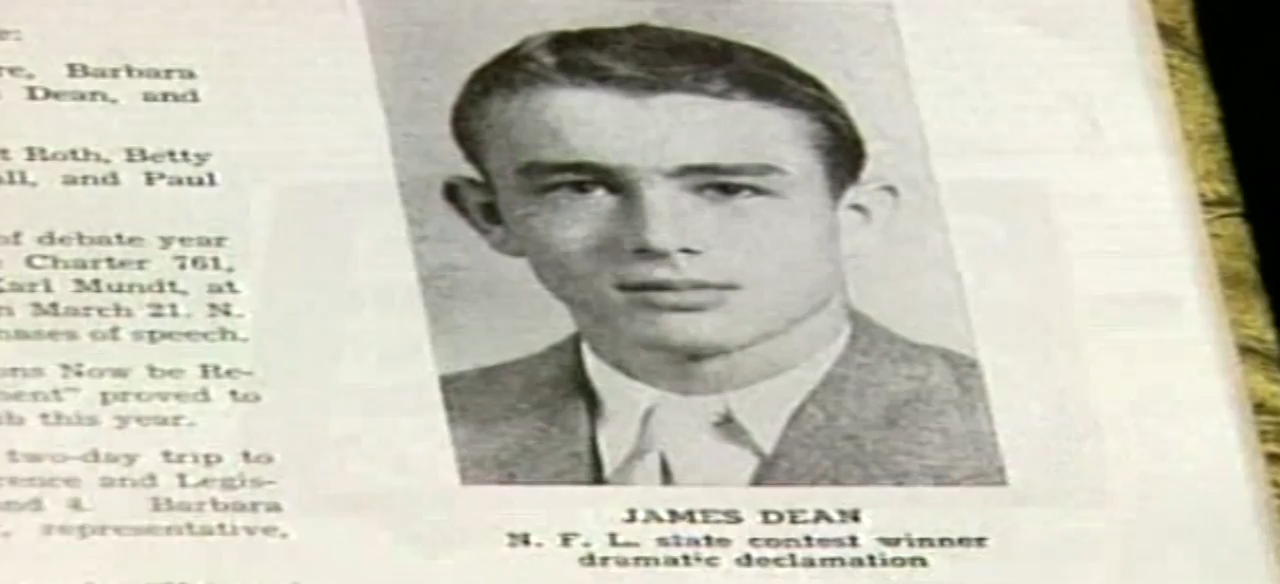 re, Barbara
Dean, and
t Roth, Betty
ll, and Paul
of debate year
Charter 761,
Karl Mundt, at
n March 21. N.
hases of speech.
ons Now be Re-
ment" proved to
b this year.
two-day trip to
rence and Legis-
nd 4. Barbara
, representative,
JAMES DEAN
N. F. L. state contest winner
dramatic declamation